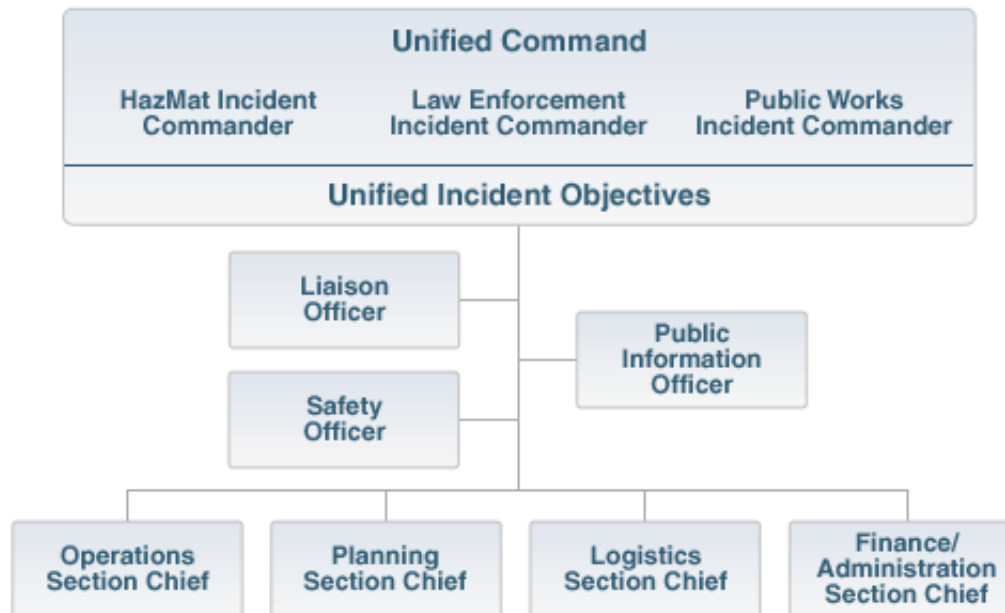 Unified Command
HazMat Incident
Commander
Law Enforcement
Incident Commander
Public Works
Incident Commander
Unified Incident Objectives
Liaison
Officer
Public
Information
Officer
Safety
Officer
Operations
Section Chief
Planning
Section Chief
Logistics
Section Chief
Finance/
Administration
Section Chief